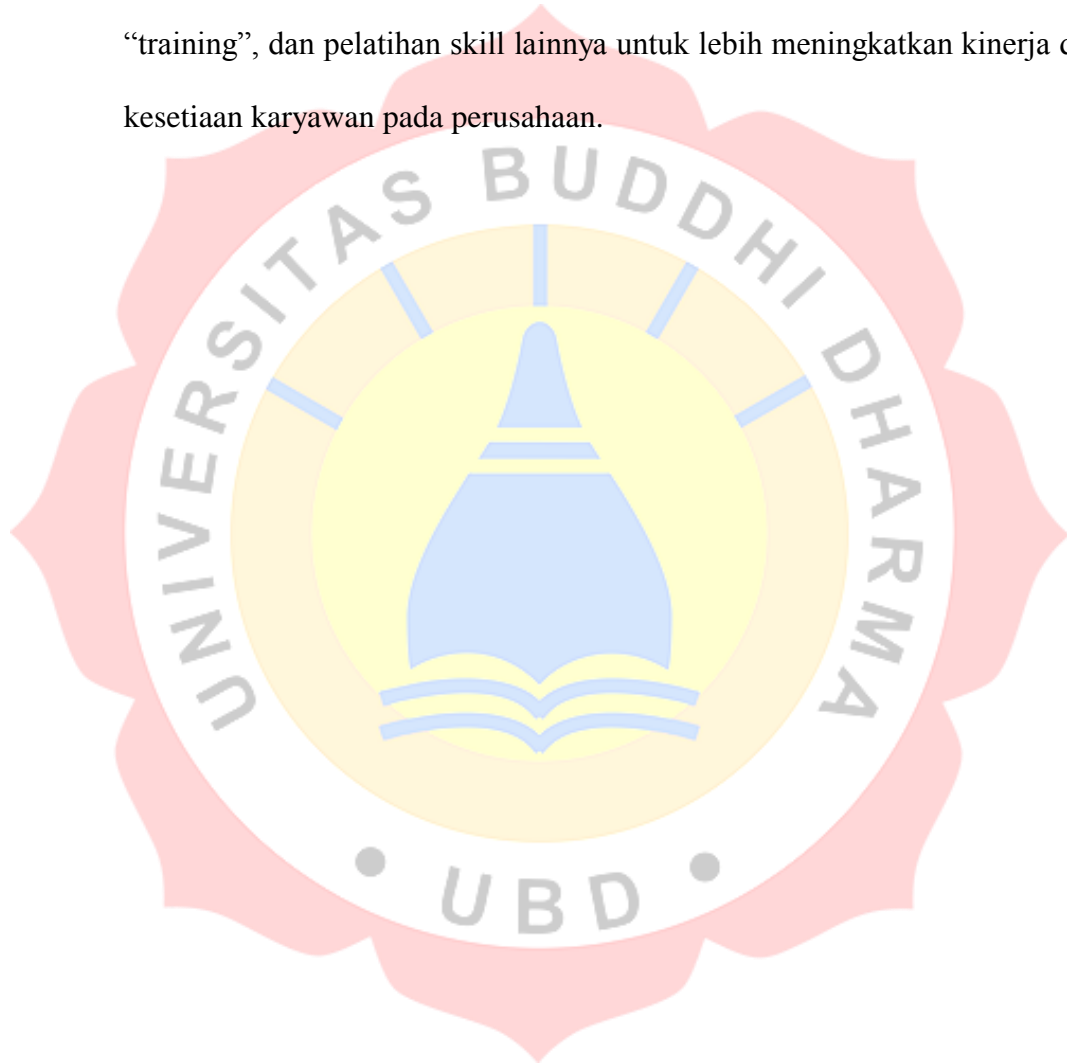 “training”, dan pelatihan skill lainnya untuk lebih meningkatkan kinerja
kesetiaan karyawan pada perusahaan.
UNIVERSITAS BUDDHI DHARMA
• UBD •